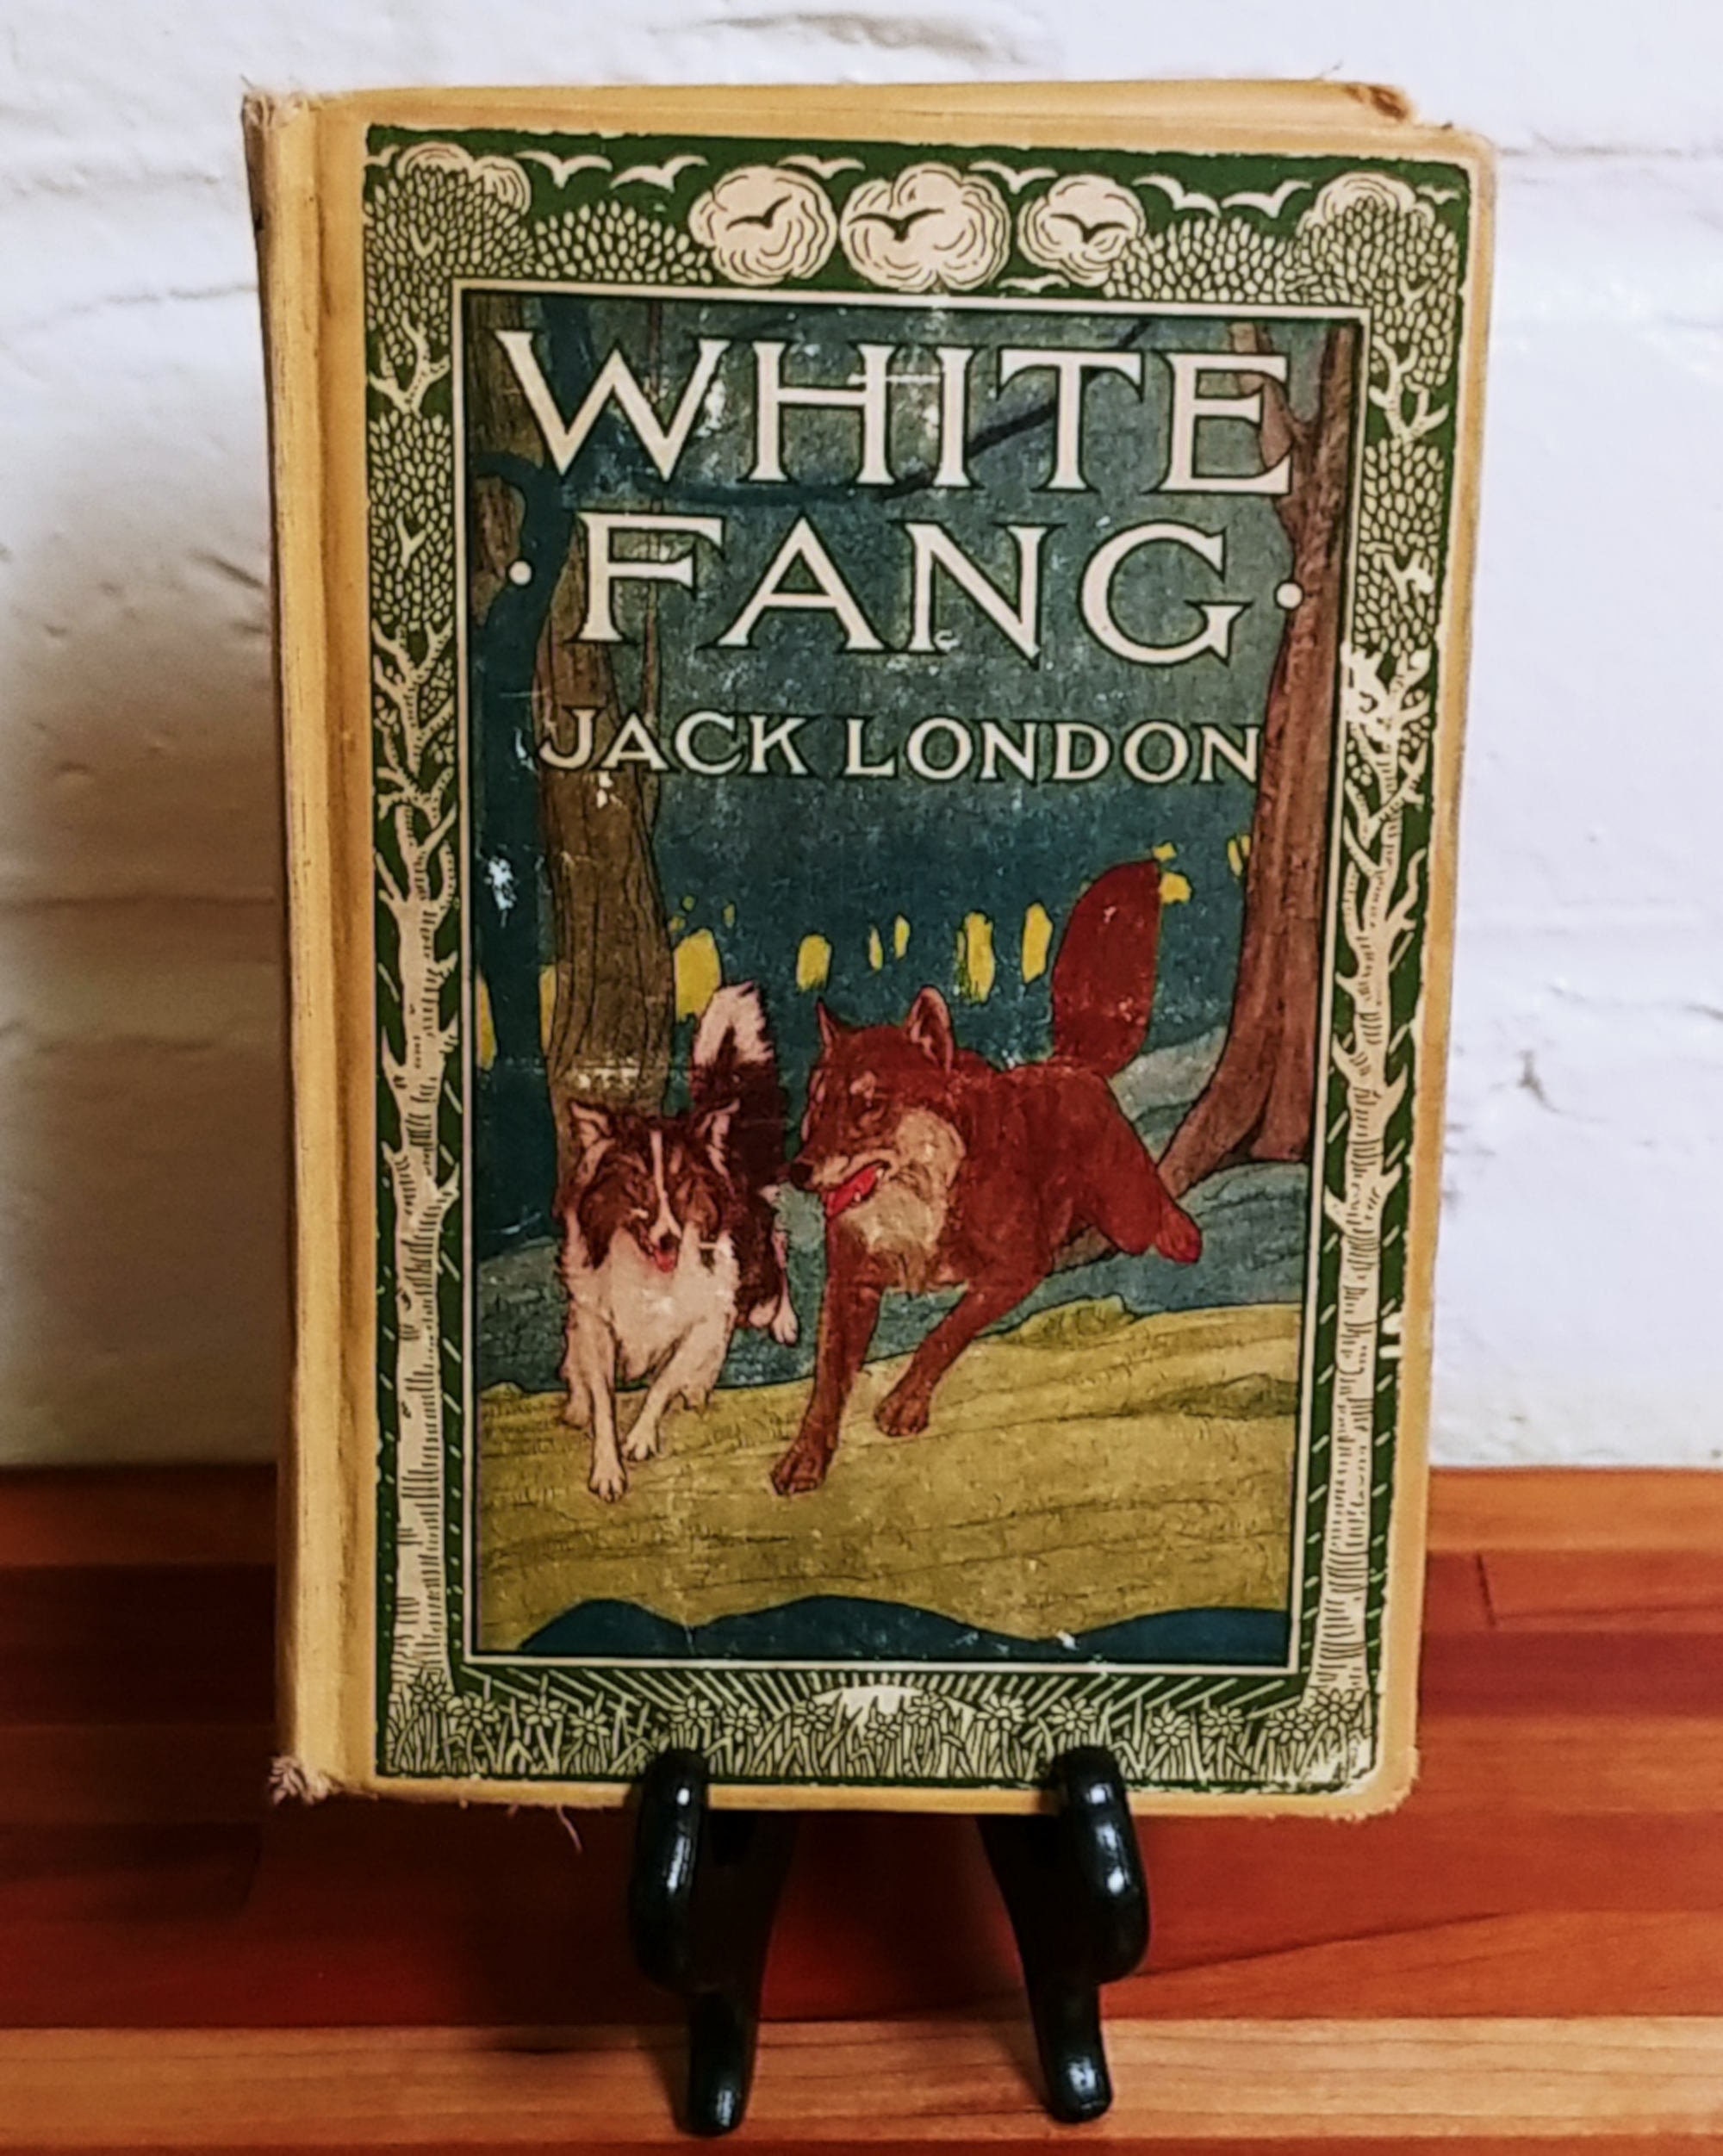 WHITE
· FANG ·
JACK LONDON